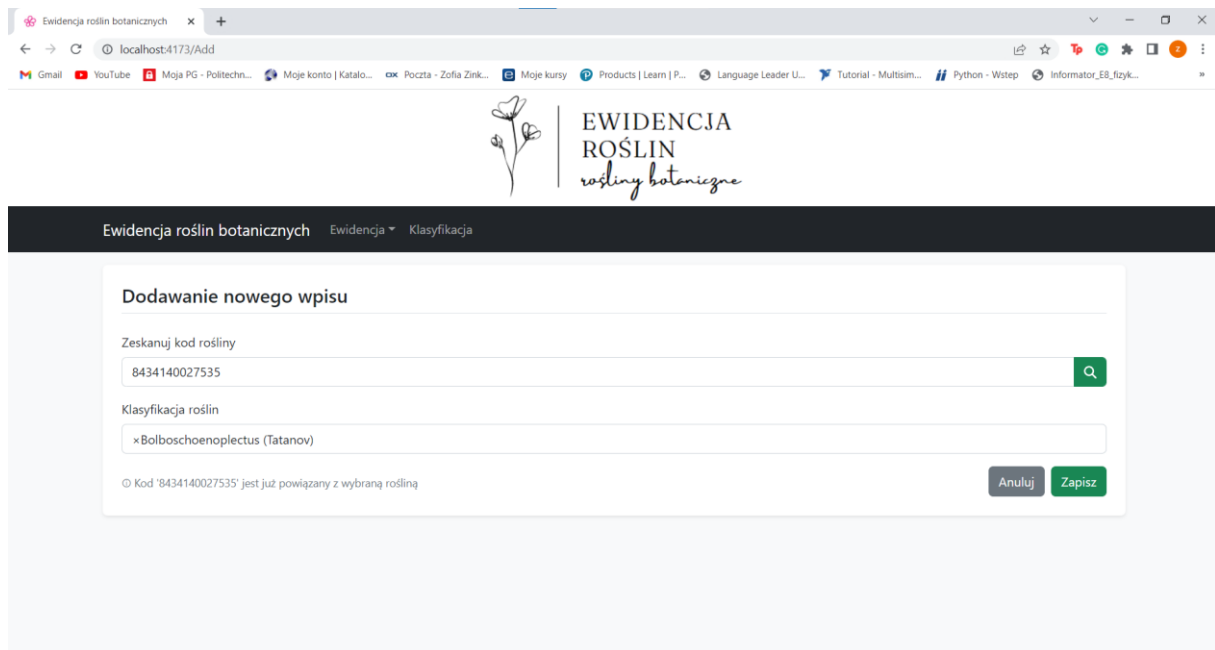 Ewidencja roślin botanicznych
localhost:4173/Add
Tp
G
z
Gmail YouTube Moja PG - Politechn... Moje konto | Katalo... OX Poczta - Zofia Zink... e Moje kursy P Products | Learn | P... Language Leader U... Tutorial - Multisim... Python - Wstep Informator_E8_fizyk... »
EWIDENCJA
ROŚLIN
rośliny botaniczne
Ewidencja roślin botanicznych Ewidencja Klasyfikacja
Dodawanie nowego wpisu
Zeskanuj kod rośliny
8434140027535
Klasyfikacja roślin
×Bolboschoenoplectus (Tatanov)
Kod '8434140027535' jest już powiązany z wybraną rośliną Anuluj Zapisz